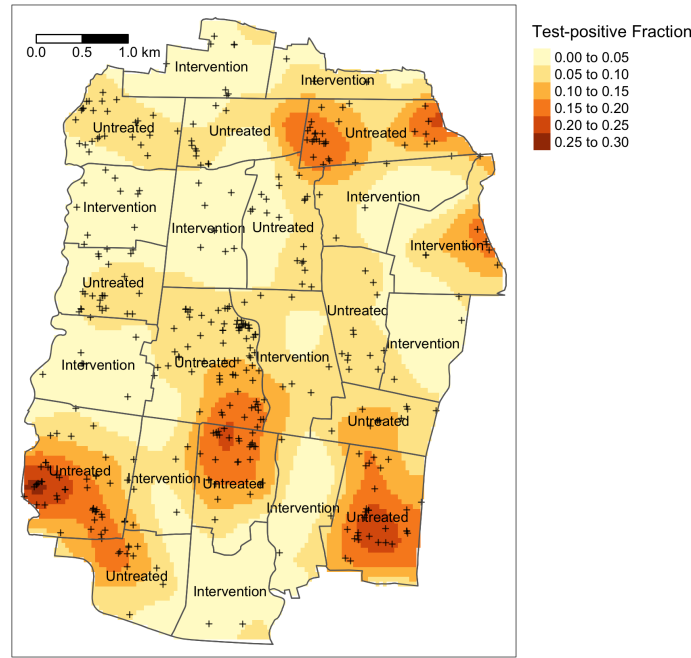 Test-positive Fraction
0.00 to 0.05
0.05 to 0.10
0.10 to 0.15
0.15 to 0.20
0.20 to 0.25
0.25 to 0.30
0.0 0.5 1.0 km
Intervention
Intervention
Untreated
Untreated
Untreated
Intervention
Intervention
Intervention
Untreated
Intervention
Untreated
Untreated
Intervention
Intervention
Untreated
Intervention
Untreated
Untreated
Intervention
Untreated
Intervention
Untreated
Untreated
Intervention